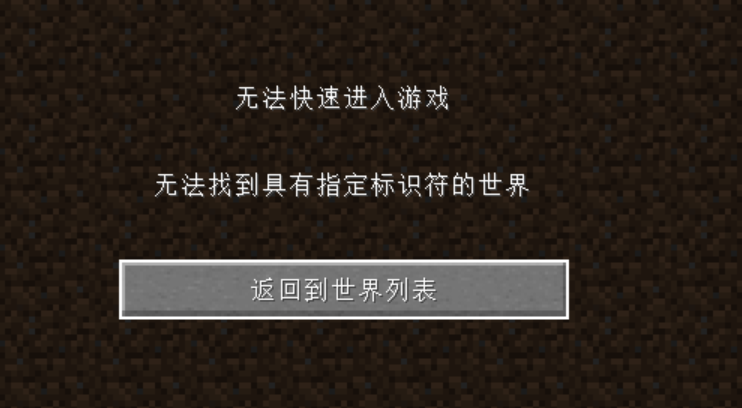 无法快速进入游戏
无法找到具有指定标识符的世界
返回到世界列表